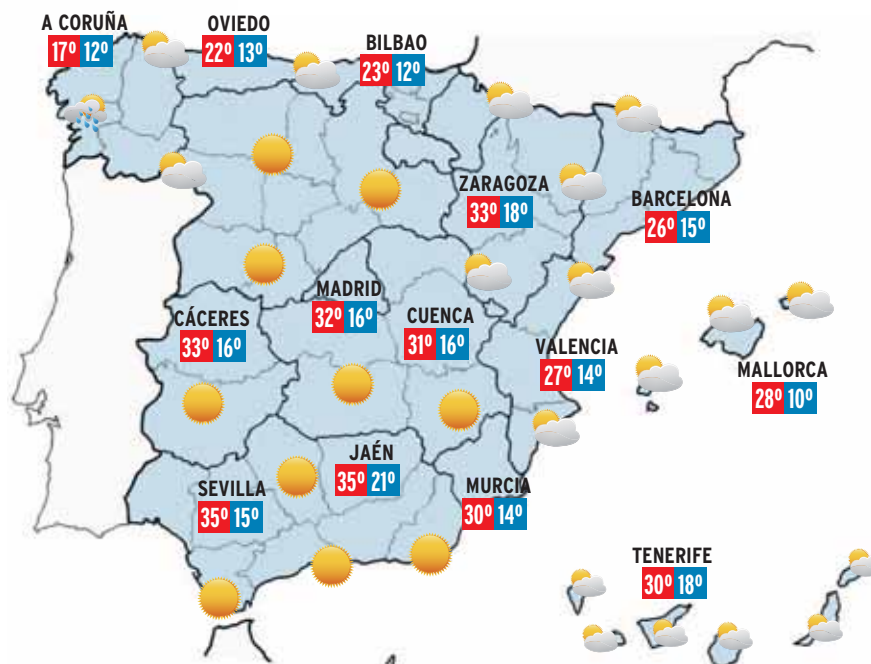 A CORUÑA
17º 12º
OVIEDO
22º 13º
BILBAO
23º 12º
ZARAGOZA
33º 18º
BARCELONA
26º 15º
MADRID
32º 16º
CÁCERES
33º 16º
CUENCA
31º 16º
VALENCIA
27º 14º
MALLORCA
28º 10º
JAÉN
35º 21º
SEVILLA
35º 15º
MURCIA
30º 14º
TENERIFE
30º 18º